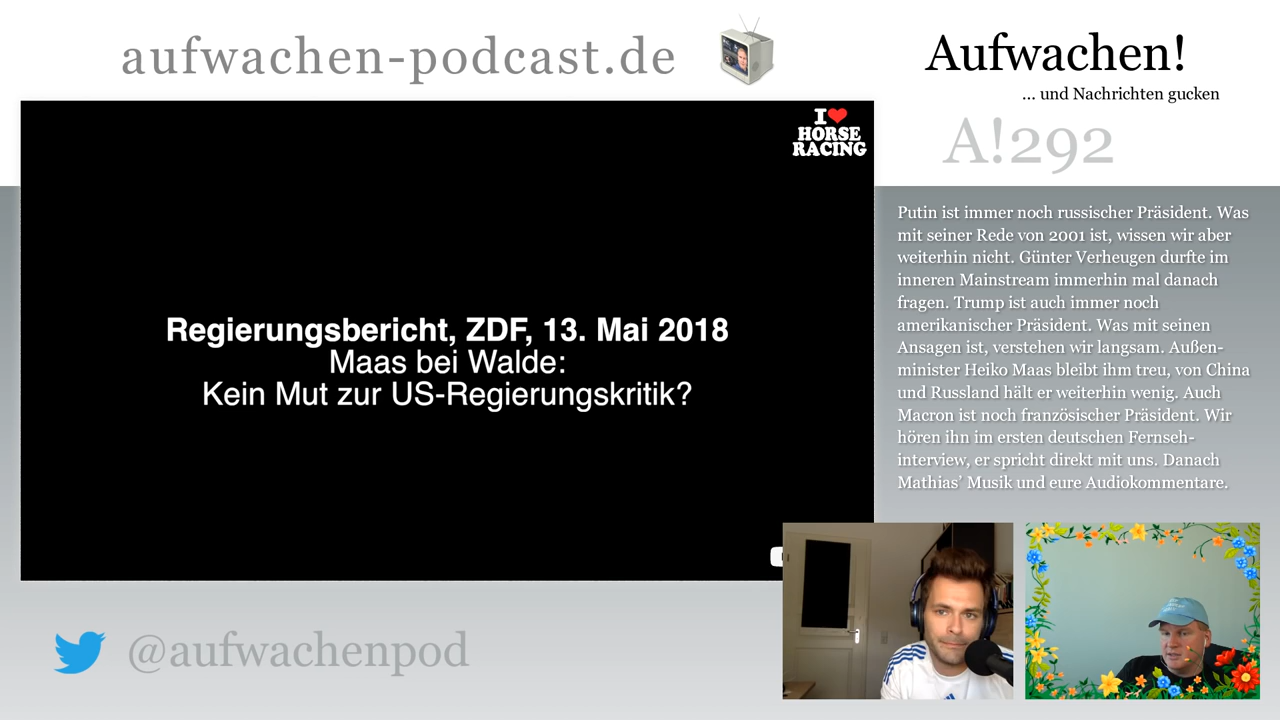 aufwachen-podcast.de
Aufwachen!
... und Nachrichten gucken
A!292
I
HORSE
RACING
Regierungsbericht, ZDF, 13. Mai 2018
Maas bei Walde:
Kein Mut zur US-Regierungskritik?
Putin ist immer noch russischer Präsident. Was
mit seiner Rede von 2001 ist, wissen wir aber
weiterhin nicht. Günter Verheugen durfte im
inneren Mainstream immerhin mal danach
fragen. Trump ist auch immer noch
amerikanischer Präsident. Was mit seinen
Ansagen ist, verstehen wir langsam. Außen-
minister Heiko Maas bleibt ihm treu, von China
und Russland hält er weiterhin wenig. Auch
Macron ist noch französischer Präsident. Wir
hören ihn im ersten deutschen Fernseh-
interview, er spricht direkt mit uns. Danach
Mathias’ Musik und eure Audiokommentare.
@aufwachenpod